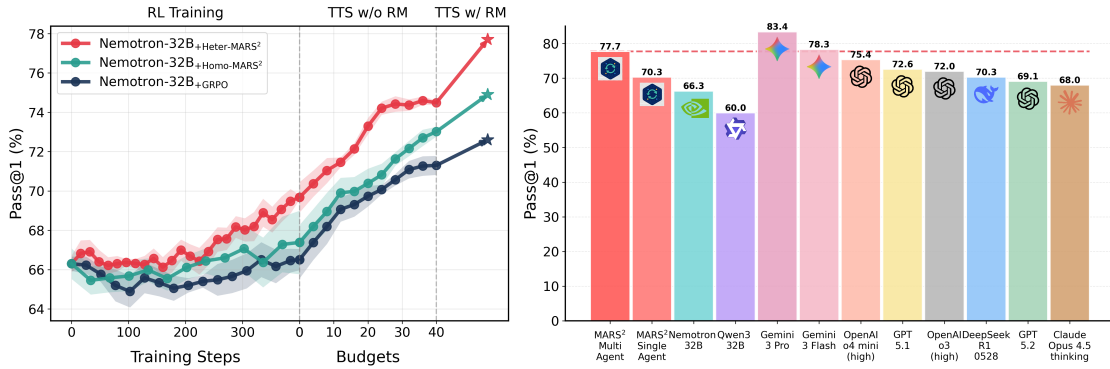 RL Training TTS w/o RM TTS w/ RM
Nemotron-32B+Heter-MARS²
Nemotron-32B+Homo-MARS²
Nemotron-32B+GRPO
Pass@1 (%)
78
76
74
72
70
68
66
64
0 100 200 300 0 10 20 30 40
Training Steps Budgets
Pass@1 (%)
80
70
60
50
40
30
20
10
0
77.7 70.3 66.3 60.0 83.4 78.3 75.4 72.6 72.0 70.3 69.1 68.0
MARS² Multi Agent
MARS² Single Agent
Nemotron 32B
Qwen3 32B
Gemini 3 Pro
Gemini 3 Flash
OpenAI o4 mini (high)
GPT 5.1
OpenAI o3 (high)
DeepSeek R1 0528
GPT 5.2
Claude Opus 4.5 thinking